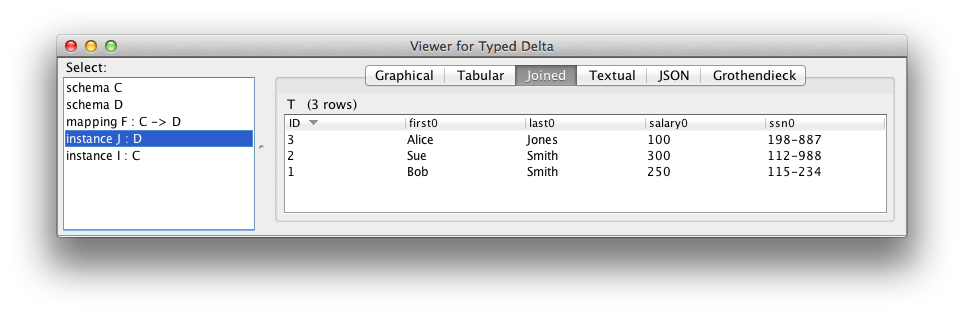 Viewer for Typed Delta
Select:
schema C
schema D
mapping F : C -> D
instance J : D
instance I : C
Graphical Tabular Joined Textual JSON Grothendieck
T (3 rows)
ID first0 last0 salary0 ssn0
3 Alice Jones 100 198-887
2 Sue Smith 300 112-988
1 Bob Smith 250 115-234